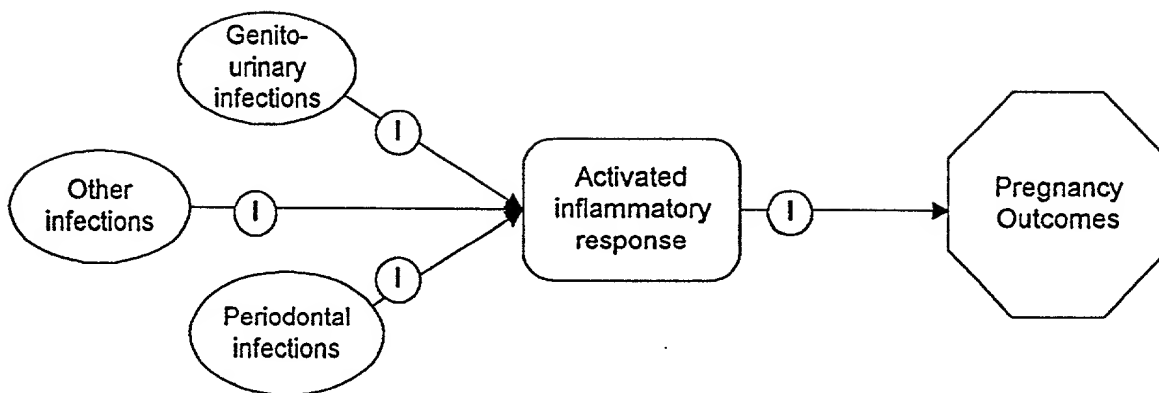 Genito-
urinary
infections
I
Other
infections
I
Activated
inflammatory
response
I
Pregnancy
Outcomes
I
Periodontal
infections